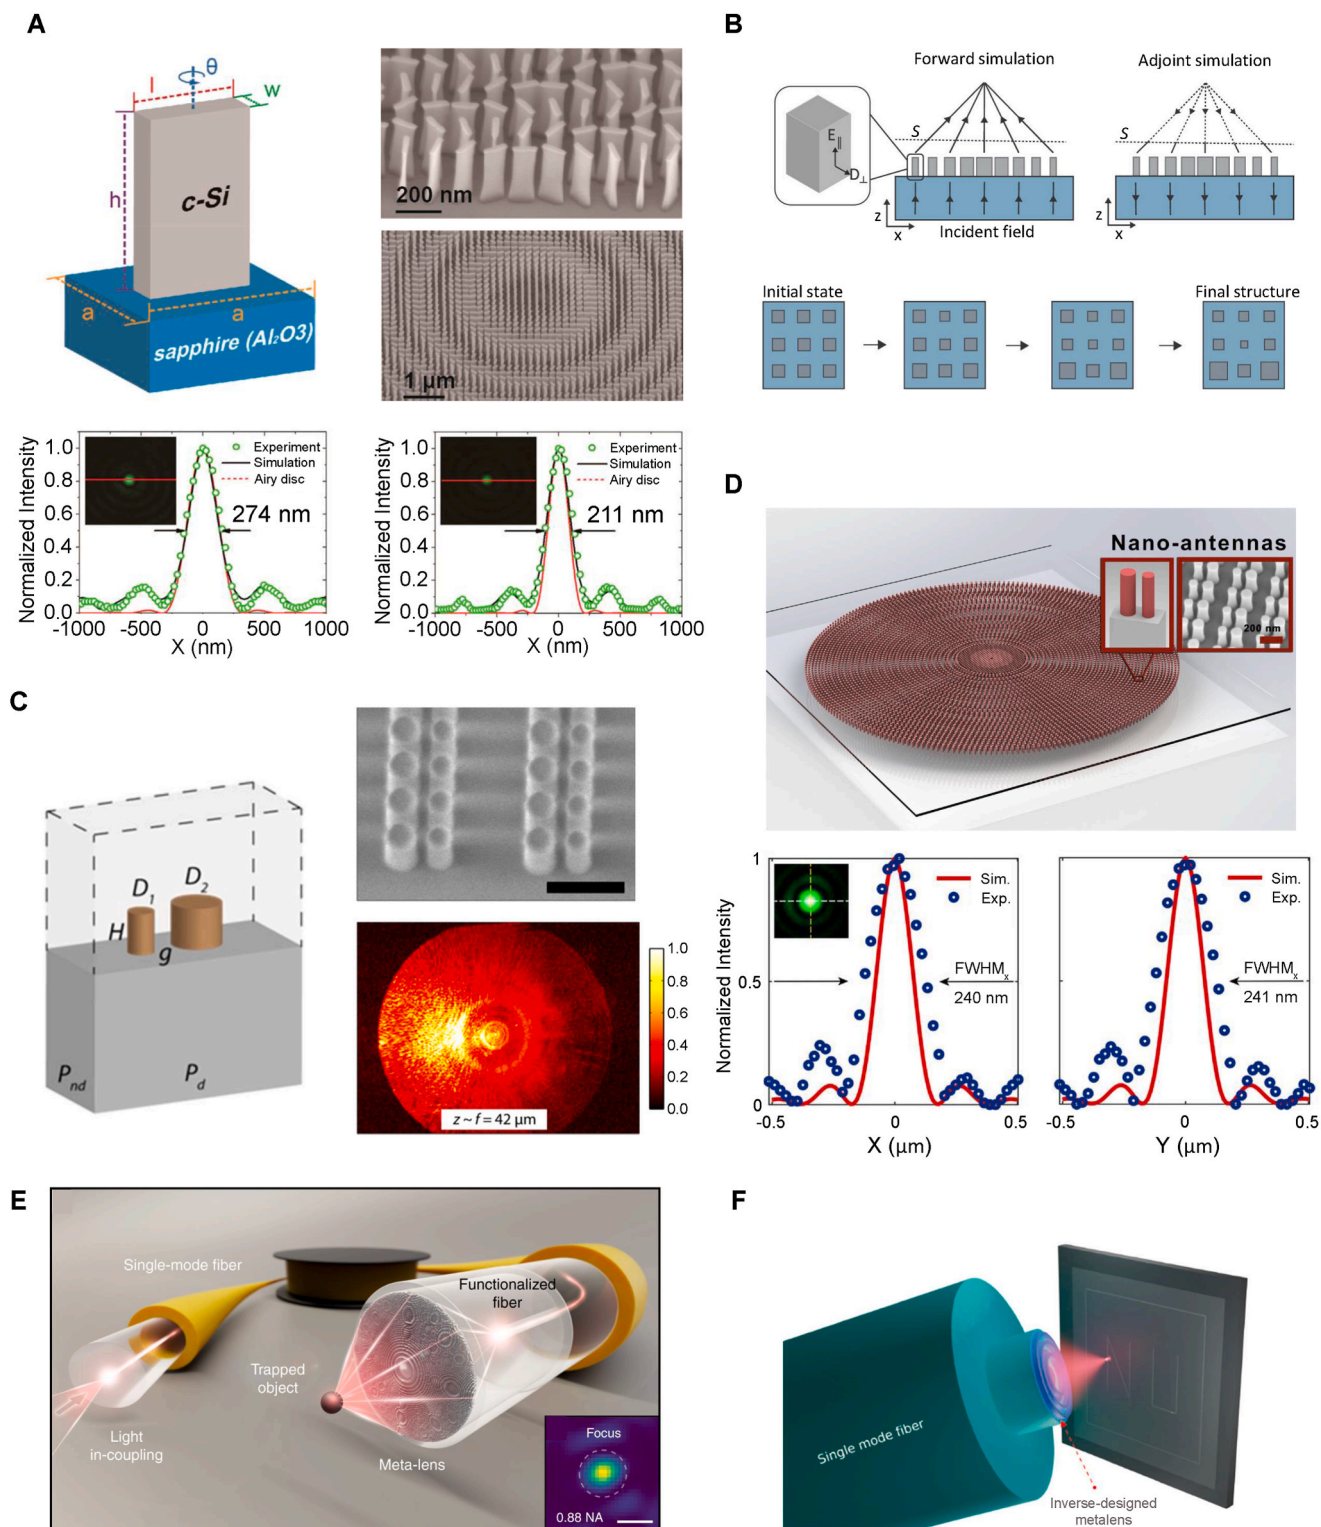 A
θ
l
w
h
c-Si
a
a
sapphire (Al₂O3)
200 nm
1 μm
Normalized Intensity
1.0
0.8
0.6
0.4
0.2
0.0
Experiment
Simulation
Airy disc
274 nm
-1000
-500
0
500
1000
X (nm)
Normalized Intensity
1.0
0.8
0.6
0.4
0.2
0.0
Experiment
Simulation
Airy disc
211 nm
-1000
-500
0
500
1000
X (nm)
B
Forward simulation
Adjoint simulation
S
S
E∥
D⊥
z
x
Incident field
z
x
Initial state
Final structure
C
D₁
D₂
H
g
Pnd
Pd
z ~ f = 42 μm
1.0
0.8
0.6
0.4
0.2
0.0
D
Nano-antennas
200 nm
Normalized Intensity
1
0.5
0
Sim.
Exp.
FWHMₓ
240 nm
-0.5
0
0.5
X (μm)
Sim.
Exp.
FWHMₓ
241 nm
-0.5
0
0.5
Y (μm)
E
Single-mode fiber
Functionalized
fiber
Trapped
object
Light
in-coupling
Meta-lens
Focus
0.88 NA
F
Single mode fiber
Inverse-designed
metalens